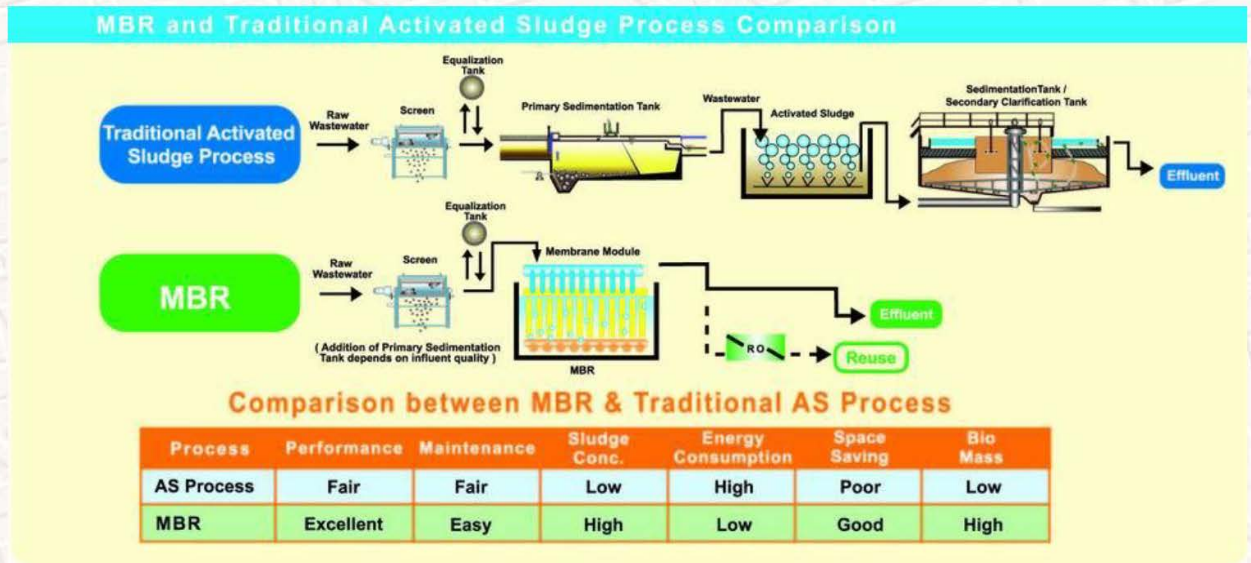 MBR and Traditional Activated Sludge Process Comparison
Traditional Activated
Sludge Process
Raw
Wastewater
Screen
Equalization
Tank
Primary Sedimentation Tank
Wastewater
Activated Sludge
SedimentationTank /
Secondary Clarification Tank
Effluent
MBR
Raw
Wastewater
Screen
Equalization
Tank
Membrane Module
( Addition of Primary Sedimentation
Tank depends on influent quality )
MBR
Effluent
RO
Reuse
Comparison between MBR & Traditional AS Process
Process Performance Maintenance Sludge Conc. Energy Consumption Space Saving Bio Mass
AS Process Fair Fair Low High Poor Low
MBR Excellent Easy High Low Good High